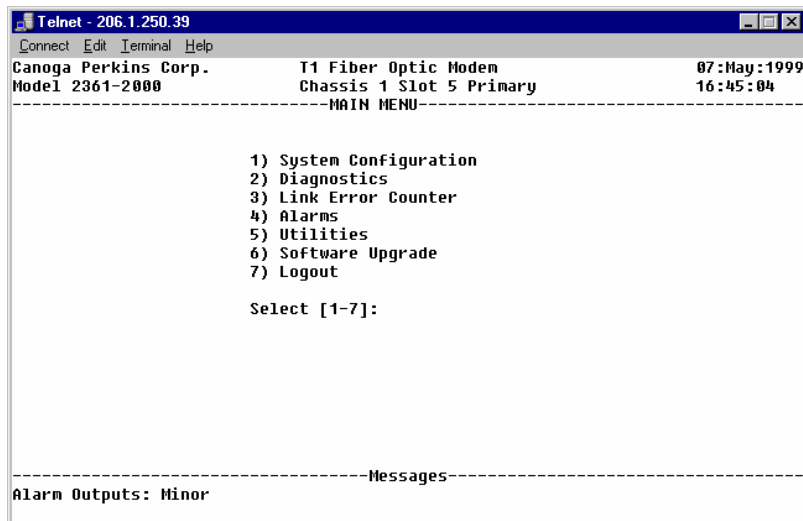 Telnet - 206.1.250.39
Connect Edit Terminal Help
Canoga Perkins Corp. T1 Fiber Optic Modem 07:May:1999
Model 2361-2000 Chassis 1 Slot 5 Primary 16:45:04
---------------------------------MAIN MENU-----------------------------------------
1) System Configuration
2) Diagnostics
3) Link Error Counter
4) Alarms
5) Utilities
6) Software Upgrade
7) Logout
Select [1-7]:
-------------------------------------Messages-------------------------------------
Alarm Outputs: Minor